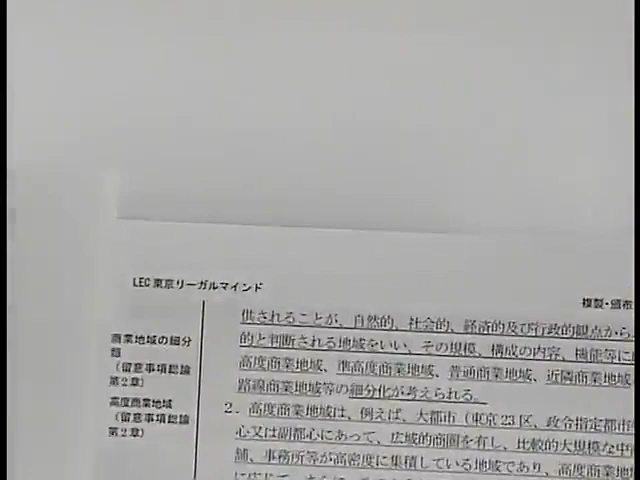 LEC東京リーガルマインド
複製・頒布
商業地域の細分
類
（留意事項総論
第2章）
高度商業地域
（留意事項総論
第2章）
供されることが、自然的、社会的、経済的及び行政的観点から
的と判断される地域をいい、その規模、構成の内容、機能等に
高度商業地域、準高度商業地域、普通商業地域、近隣商業地域
路線商業地域等の細分化が考えられる。
2．高度商業地域は、例えば、大都市（東京23区、政令指定都市
心又は副都心にあって、広域的商圏を有し、比較的大規模な中
舗、事務所等が高密度に集積している地域であり、高度商業地